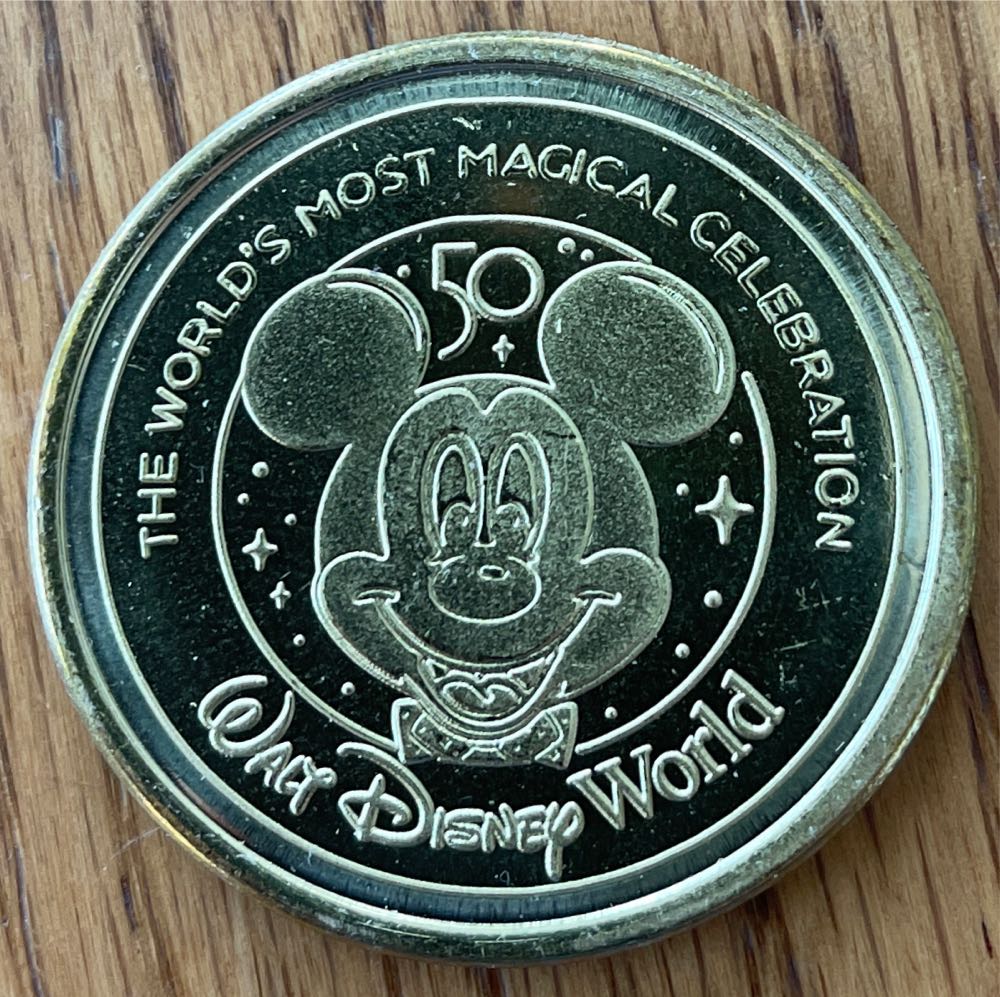 THE WORLD'S MOST MAGICAL CELEBRATION
50
WALT DISNEY World